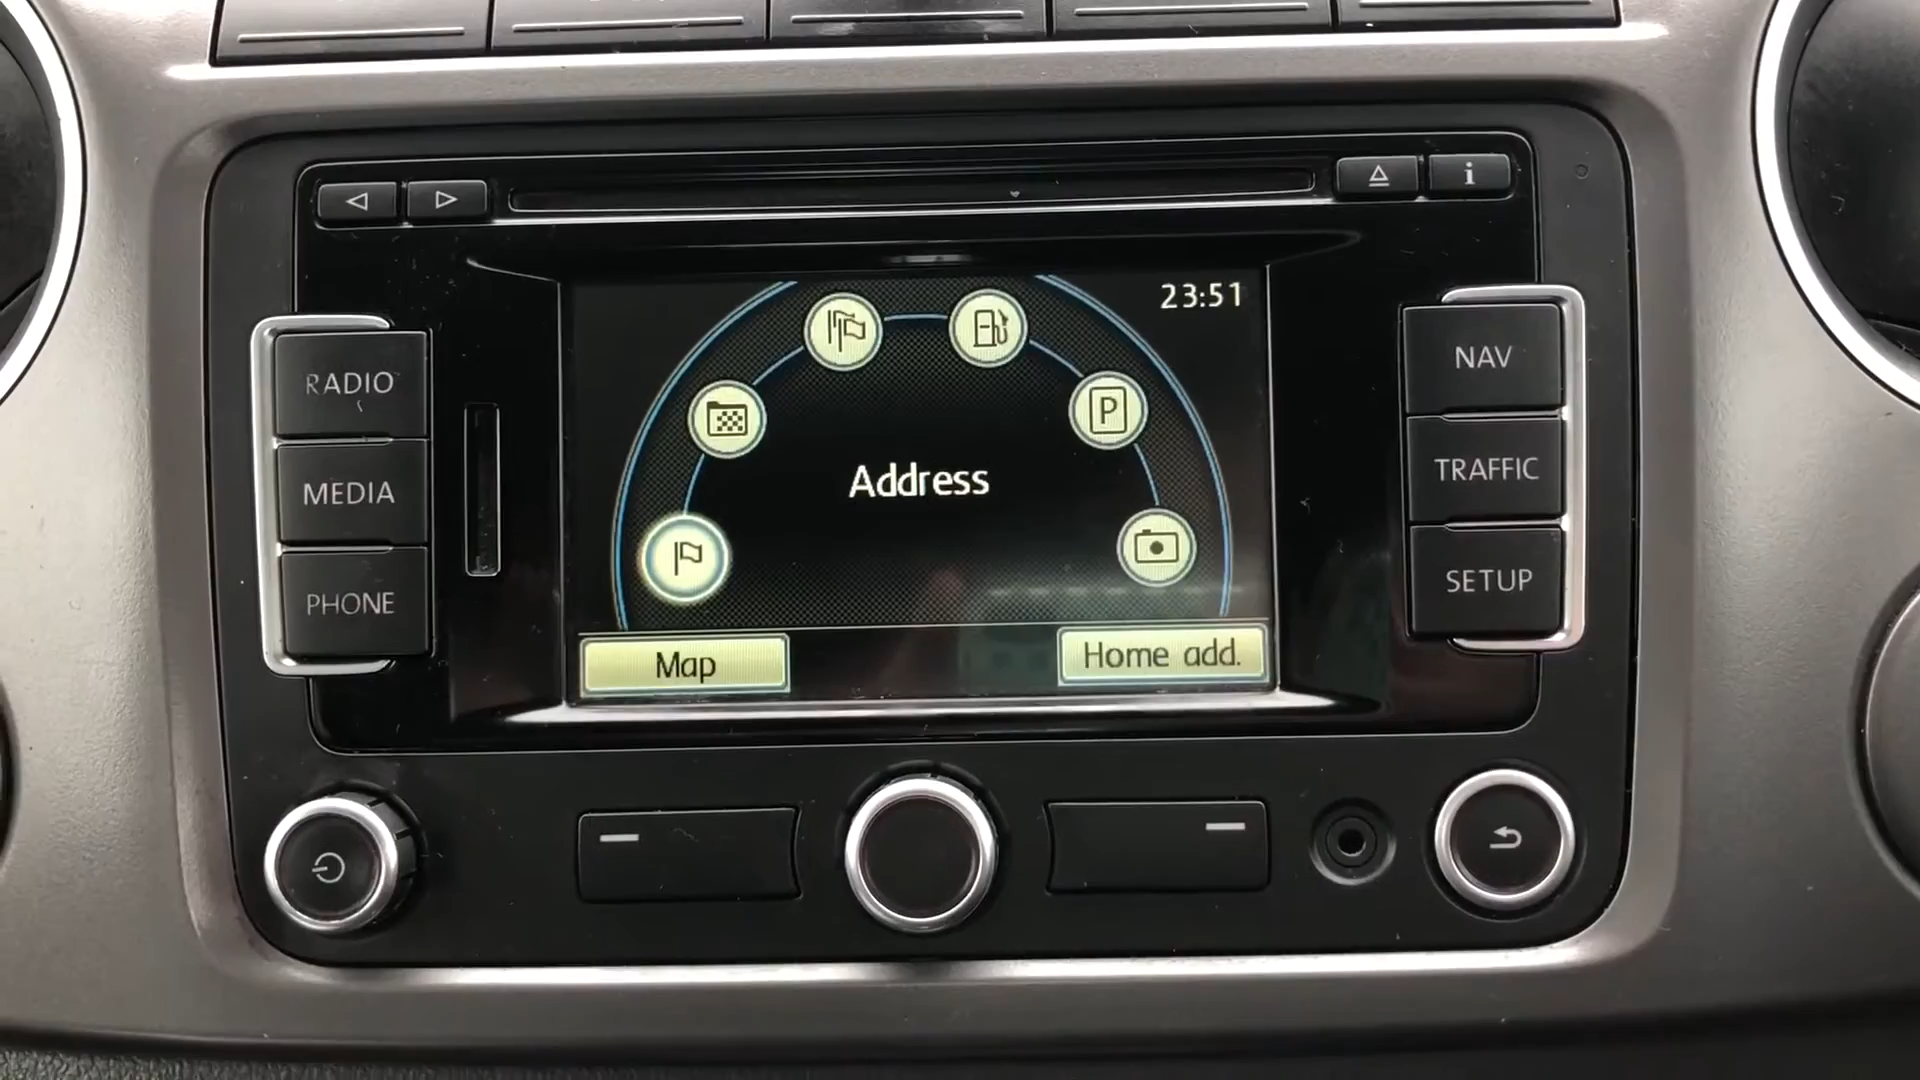 i
23:51
RADIO
NAV
P
MEDIA
Address
TRAFFIC
PHONE
SETUP
Map
Home add.